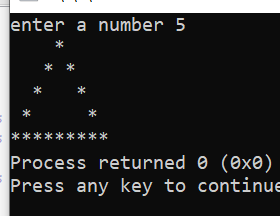 enter a number 5
    *
   * *
  *   *
 *     *
*********
Process returned 0 (0x0)
Press any key to continue